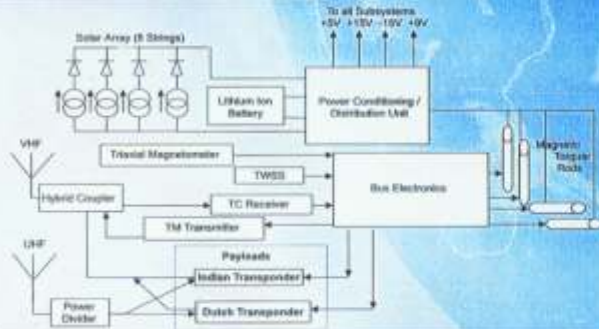 To all Subsystems
+5V +15V -15V +9V
Solar Array (8 Strings)
Lithium Ion
Battery
Power Conditioning /
Distribution Unit
VHF
Triaxial Magnetometer
TWSS
Bus Electronics
Magnetic
Torquer
Rods
Hybrid Coupler
TC Receiver
TM Transmitter
UHF
Payloads
Indian Transponder
Power
Divider
Dutch Transponder